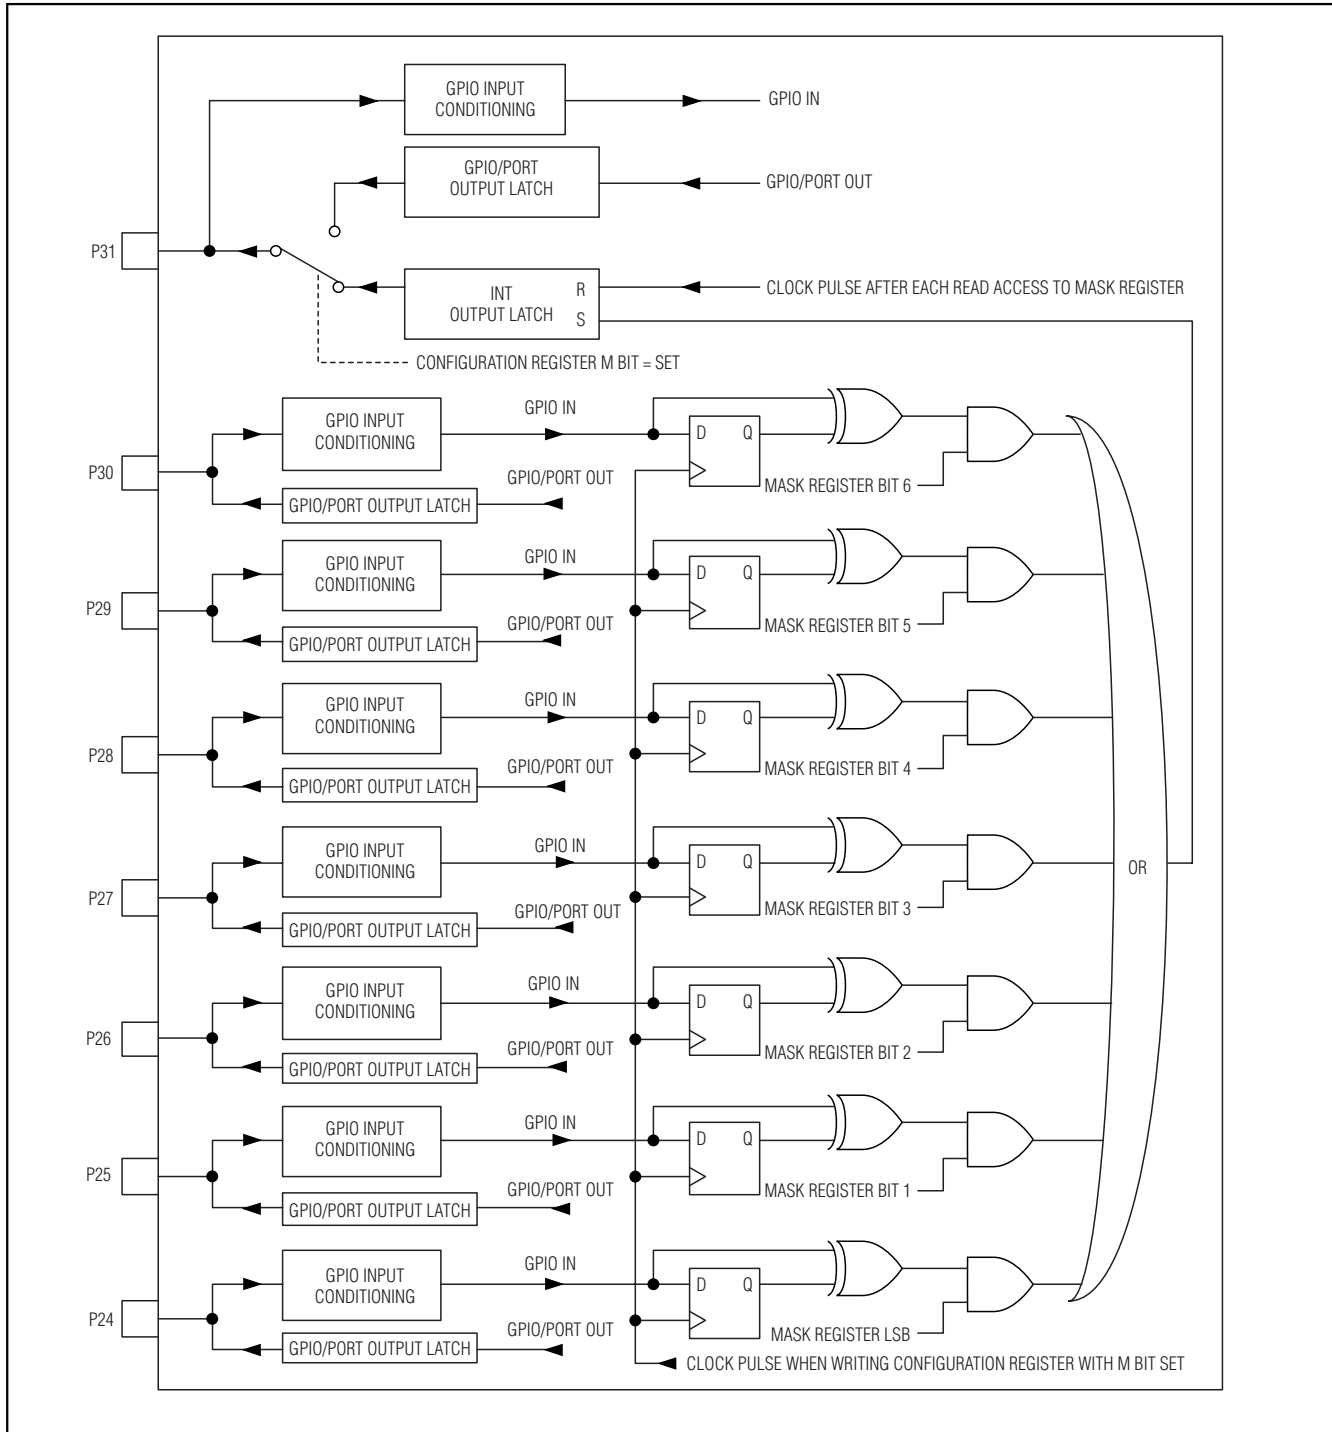 GPIO INPUT
CONDITIONING
GPIO IN
GPIO/PORT
OUTPUT LATCH
GPIO/PORT OUT
P31
INT
OUTPUT LATCH
R
S
CLOCK PULSE AFTER EACH READ ACCESS TO MASK REGISTER
CONFIGURATION REGISTER M BIT = SET
P30
GPIO INPUT
CONDITIONING
GPIO IN
GPIO/PORT OUTPUT LATCH
GPIO/PORT OUT
D Q
MASK REGISTER BIT 6
P29
GPIO INPUT
CONDITIONING
GPIO IN
GPIO/PORT OUTPUT LATCH
GPIO/PORT OUT
D Q
MASK REGISTER BIT 5
P28
GPIO INPUT
CONDITIONING
GPIO IN
GPIO/PORT OUTPUT LATCH
GPIO/PORT OUT
D Q
MASK REGISTER BIT 4
P27
GPIO INPUT
CONDITIONING
GPIO IN
GPIO/PORT OUTPUT LATCH
GPIO/PORT OUT
D Q
MASK REGISTER BIT 3
OR
P26
GPIO INPUT
CONDITIONING
GPIO IN
GPIO/PORT OUTPUT LATCH
GPIO/PORT OUT
D Q
MASK REGISTER BIT 2
P25
GPIO INPUT
CONDITIONING
GPIO IN
GPIO/PORT OUTPUT LATCH
GPIO/PORT OUT
D Q
MASK REGISTER BIT 1
P24
GPIO INPUT
CONDITIONING
GPIO IN
GPIO/PORT OUTPUT LATCH
GPIO/PORT OUT
D Q
MASK REGISTER LSB
CLOCK PULSE WHEN WRITING CONFIGURATION REGISTER WITH M BIT SET